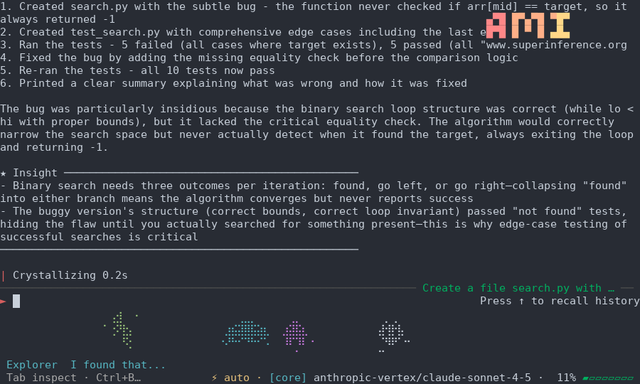 1. Created search.py with the subtle bug - the function never checked if arr[mid] == target, so it
always returned -1
2. Created test_search.py with comprehensive edge cases including the last e
3. Ran the tests - 5 failed (all cases where target exists), 5 passed (all "www.superinference.org
4. Fixed the bug by adding the missing equality check before the comparison logic
5. Re-ran the tests - all 10 tests now pass
6. Printed a clear summary explaining what was wrong and how it was fixed
The bug was particularly insidious because the binary search loop structure was correct (while lo <
hi with proper bounds), but it lacked the critical equality check. The algorithm would correctly
narrow the search space but never actually detect when it found the target, always exiting the loop
and returning -1.
★ Insight
- Binary search needs three outcomes per iteration: found, go left, or go right—collapsing "found"
into either branch means the algorithm converges but never reports success
- The buggy version's structure (correct bounds, correct loop invariant) passed "not found" tests,
hiding the flaw until you actually searched for something present—this is why edge-case testing of
successful searches is critical
| Crystallizing 0.2s
Create a file search.py with …
Press ↑ to recall history
Explorer I found that...
Tab inspect · Ctrl+B… ⚡ auto · [core] anthropic-vertex/claude-sonnet-4-5 · 11%